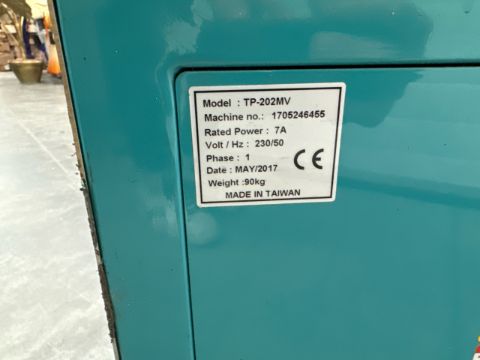 Model : TP-202MV
Machine no.: 1705246455
Rated Power : 7A
Volt / Hz : 230/50
Phase : 1
Date : MAY/2017
Weight :90kg
MADE IN TAIWAN
CE